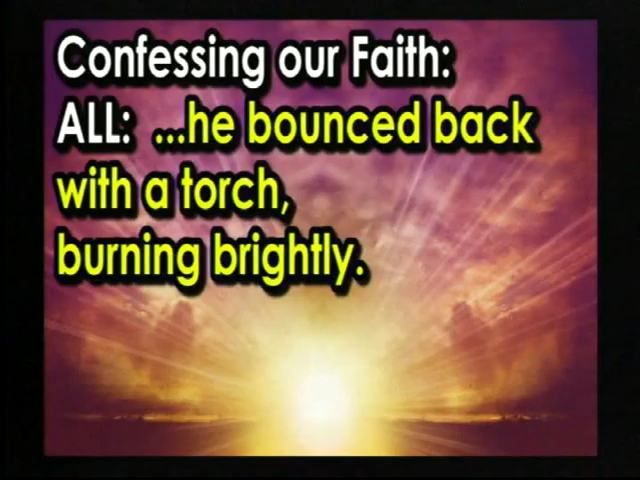 Confessing our Faith:
ALL: ...he bounced back
with a torch,
burning brightly.